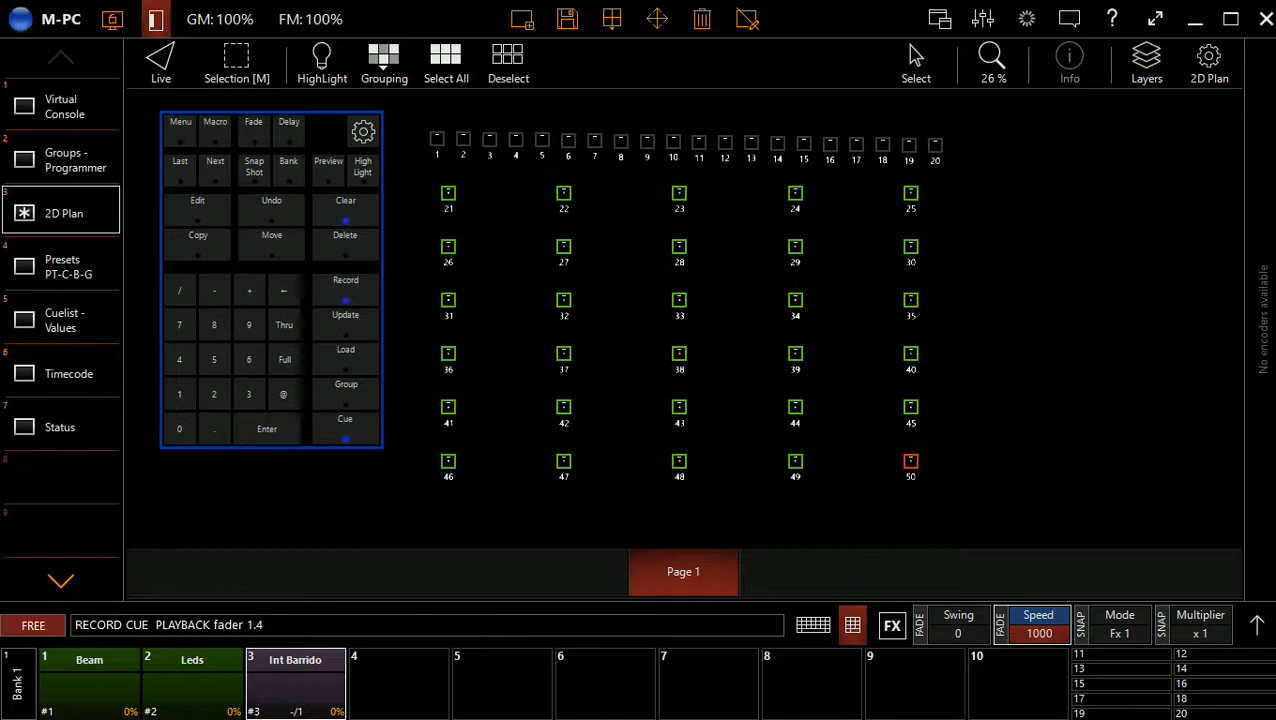 M-PC 6 GM: 100% FM: 100% ?
Live Selection [M] HighLight Grouping Select All Deselect Select 26 % Info Layers 2D Plan
1 Virtual
Console
2 Groups -
Programmer
3 2D Plan
4 Presets
PT-C-B-G
5 Cuelist -
Values
6 Timecode
7 Status
8
9
Menu Macro Fade Delay
Last Next Snap Shot Bank Preview High Light
Edit Undo Clear
Copy Move Delete
/ - + ← Record
7 8 9 Thru Update
4 5 6 Full Load
1 2 3 @ Group
0 . Enter Cue
1 2 3 4 5 6 7 8 9 10 11 12 13 14 15 16 17 18 19 20
21 22 23 24 25
26 27 28 29 30
31 32 33 34 35
36 37 38 39 40
41 42 43 44 45
46 47 48 49 50
No encoders available
Page 1
FREE RECORD CUE PLAYBACK fader 1.4 FX
FADE Swing 0
FADE Speed 1000
SNAP Mode Fx 1
SNAP Multiplier x 1
1 Bank 1
1 Beam #1 0%
2 Leds #2 0%
3 Int Barrido #3 -/1 0%
4 5 6 7 8 9 10
11 12
13 14
15 16
17 18
19 20